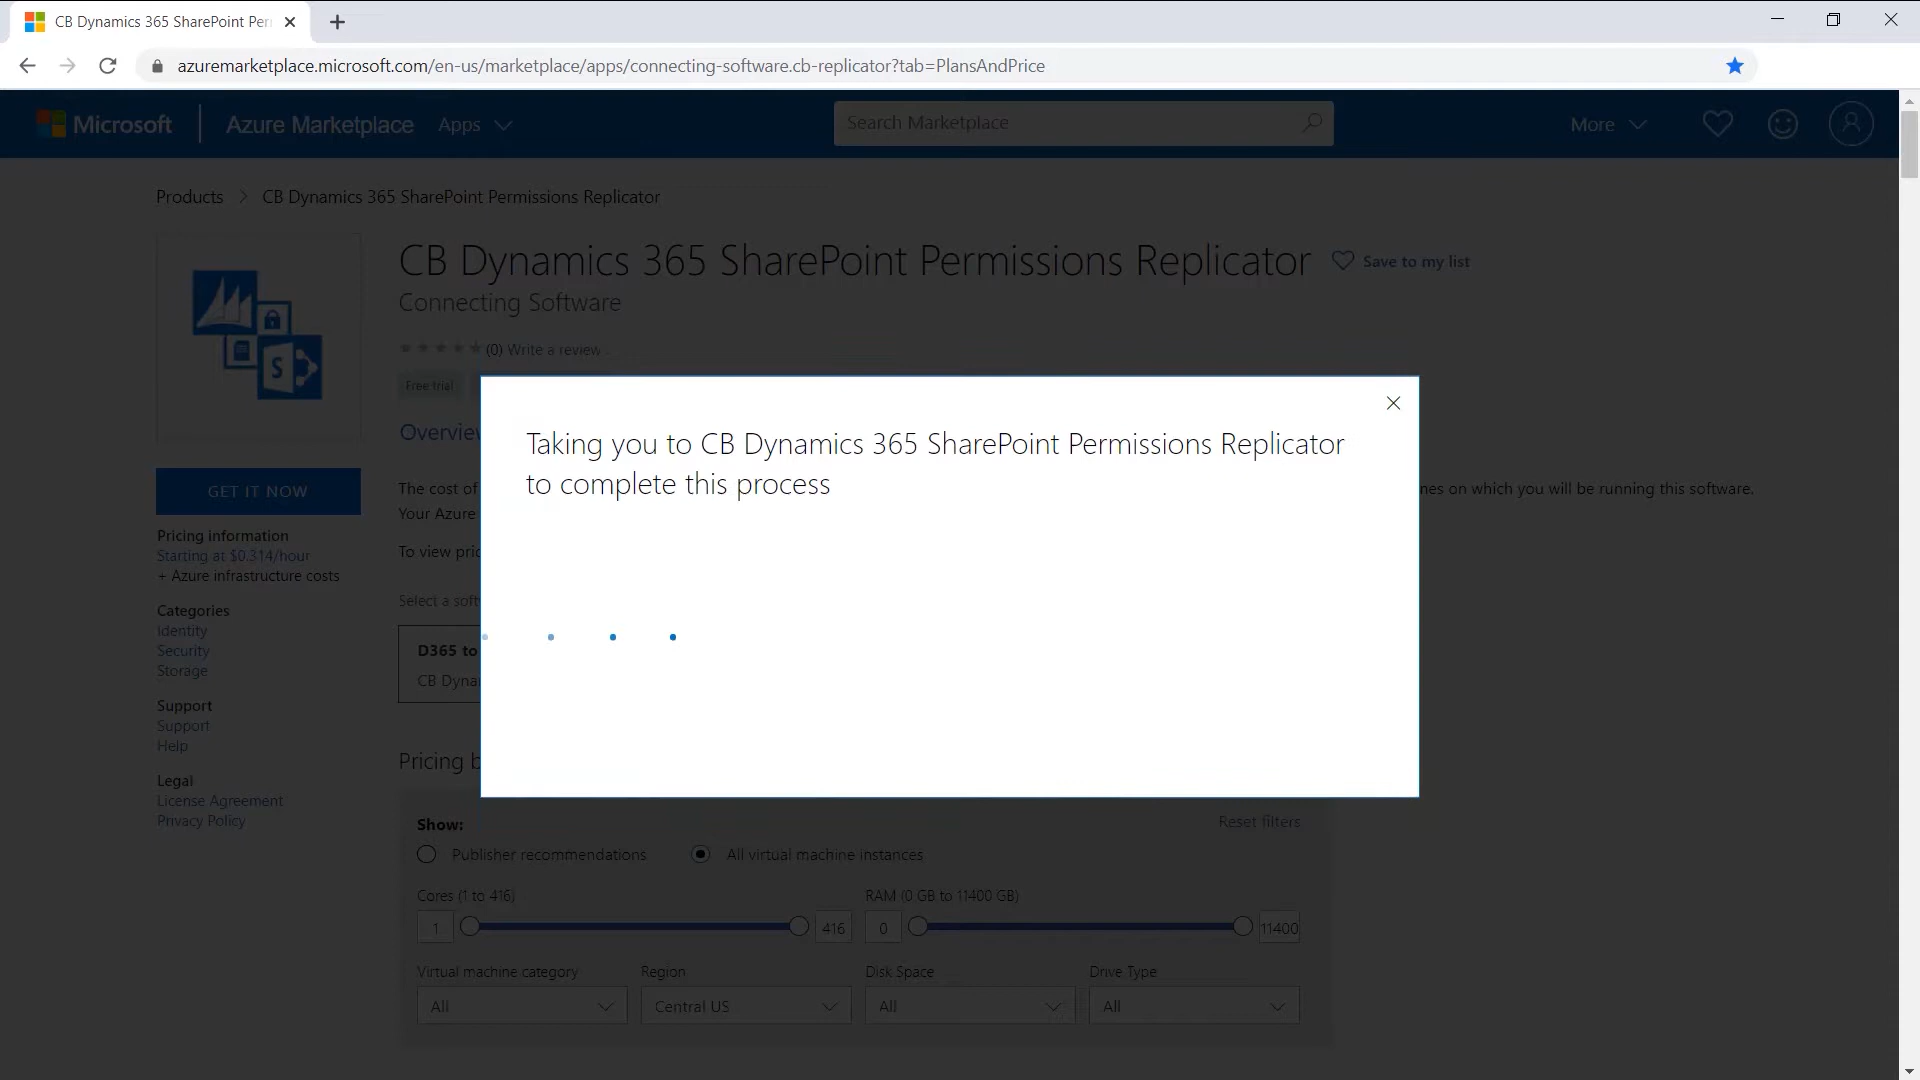 CB Dynamics 365 SharePoint Per
azuremarketplace.microsoft.com/en-us/marketplace/apps/connecting-software.cb-replicator?tab=PlansAndPrice
Microsoft
Azure Marketplace
Apps
Search Marketplace
More
Products > CB Dynamics 365 SharePoint Permissions Replicator
CB Dynamics 365 SharePoint Permissions Replicator
Save to my list
Connecting Software
(0) Write a review
Free trial
Overview
GET IT NOW
Pricing information
Starting at $0.314/hour
+ Azure infrastructure costs
Categories
Identity
Security
Storage
Support
Support
Help
Legal
License Agreement
Privacy Policy
The cost of
nes on which you will be running this software.
Your Azure
To view pric
Select a soft
D365 to
CB Dyna
Taking you to CB Dynamics 365 SharePoint Permissions Replicator
to complete this process
Pricing b
Show:
Reset filters
Publisher recommendations
All virtual machine instances
Cores (1 to 416)
RAM (0 GB to 11400 GB)
1
416
0
11400
Virtual machine category
Region
Disk Space
Drive Type
All
Central US
All
All